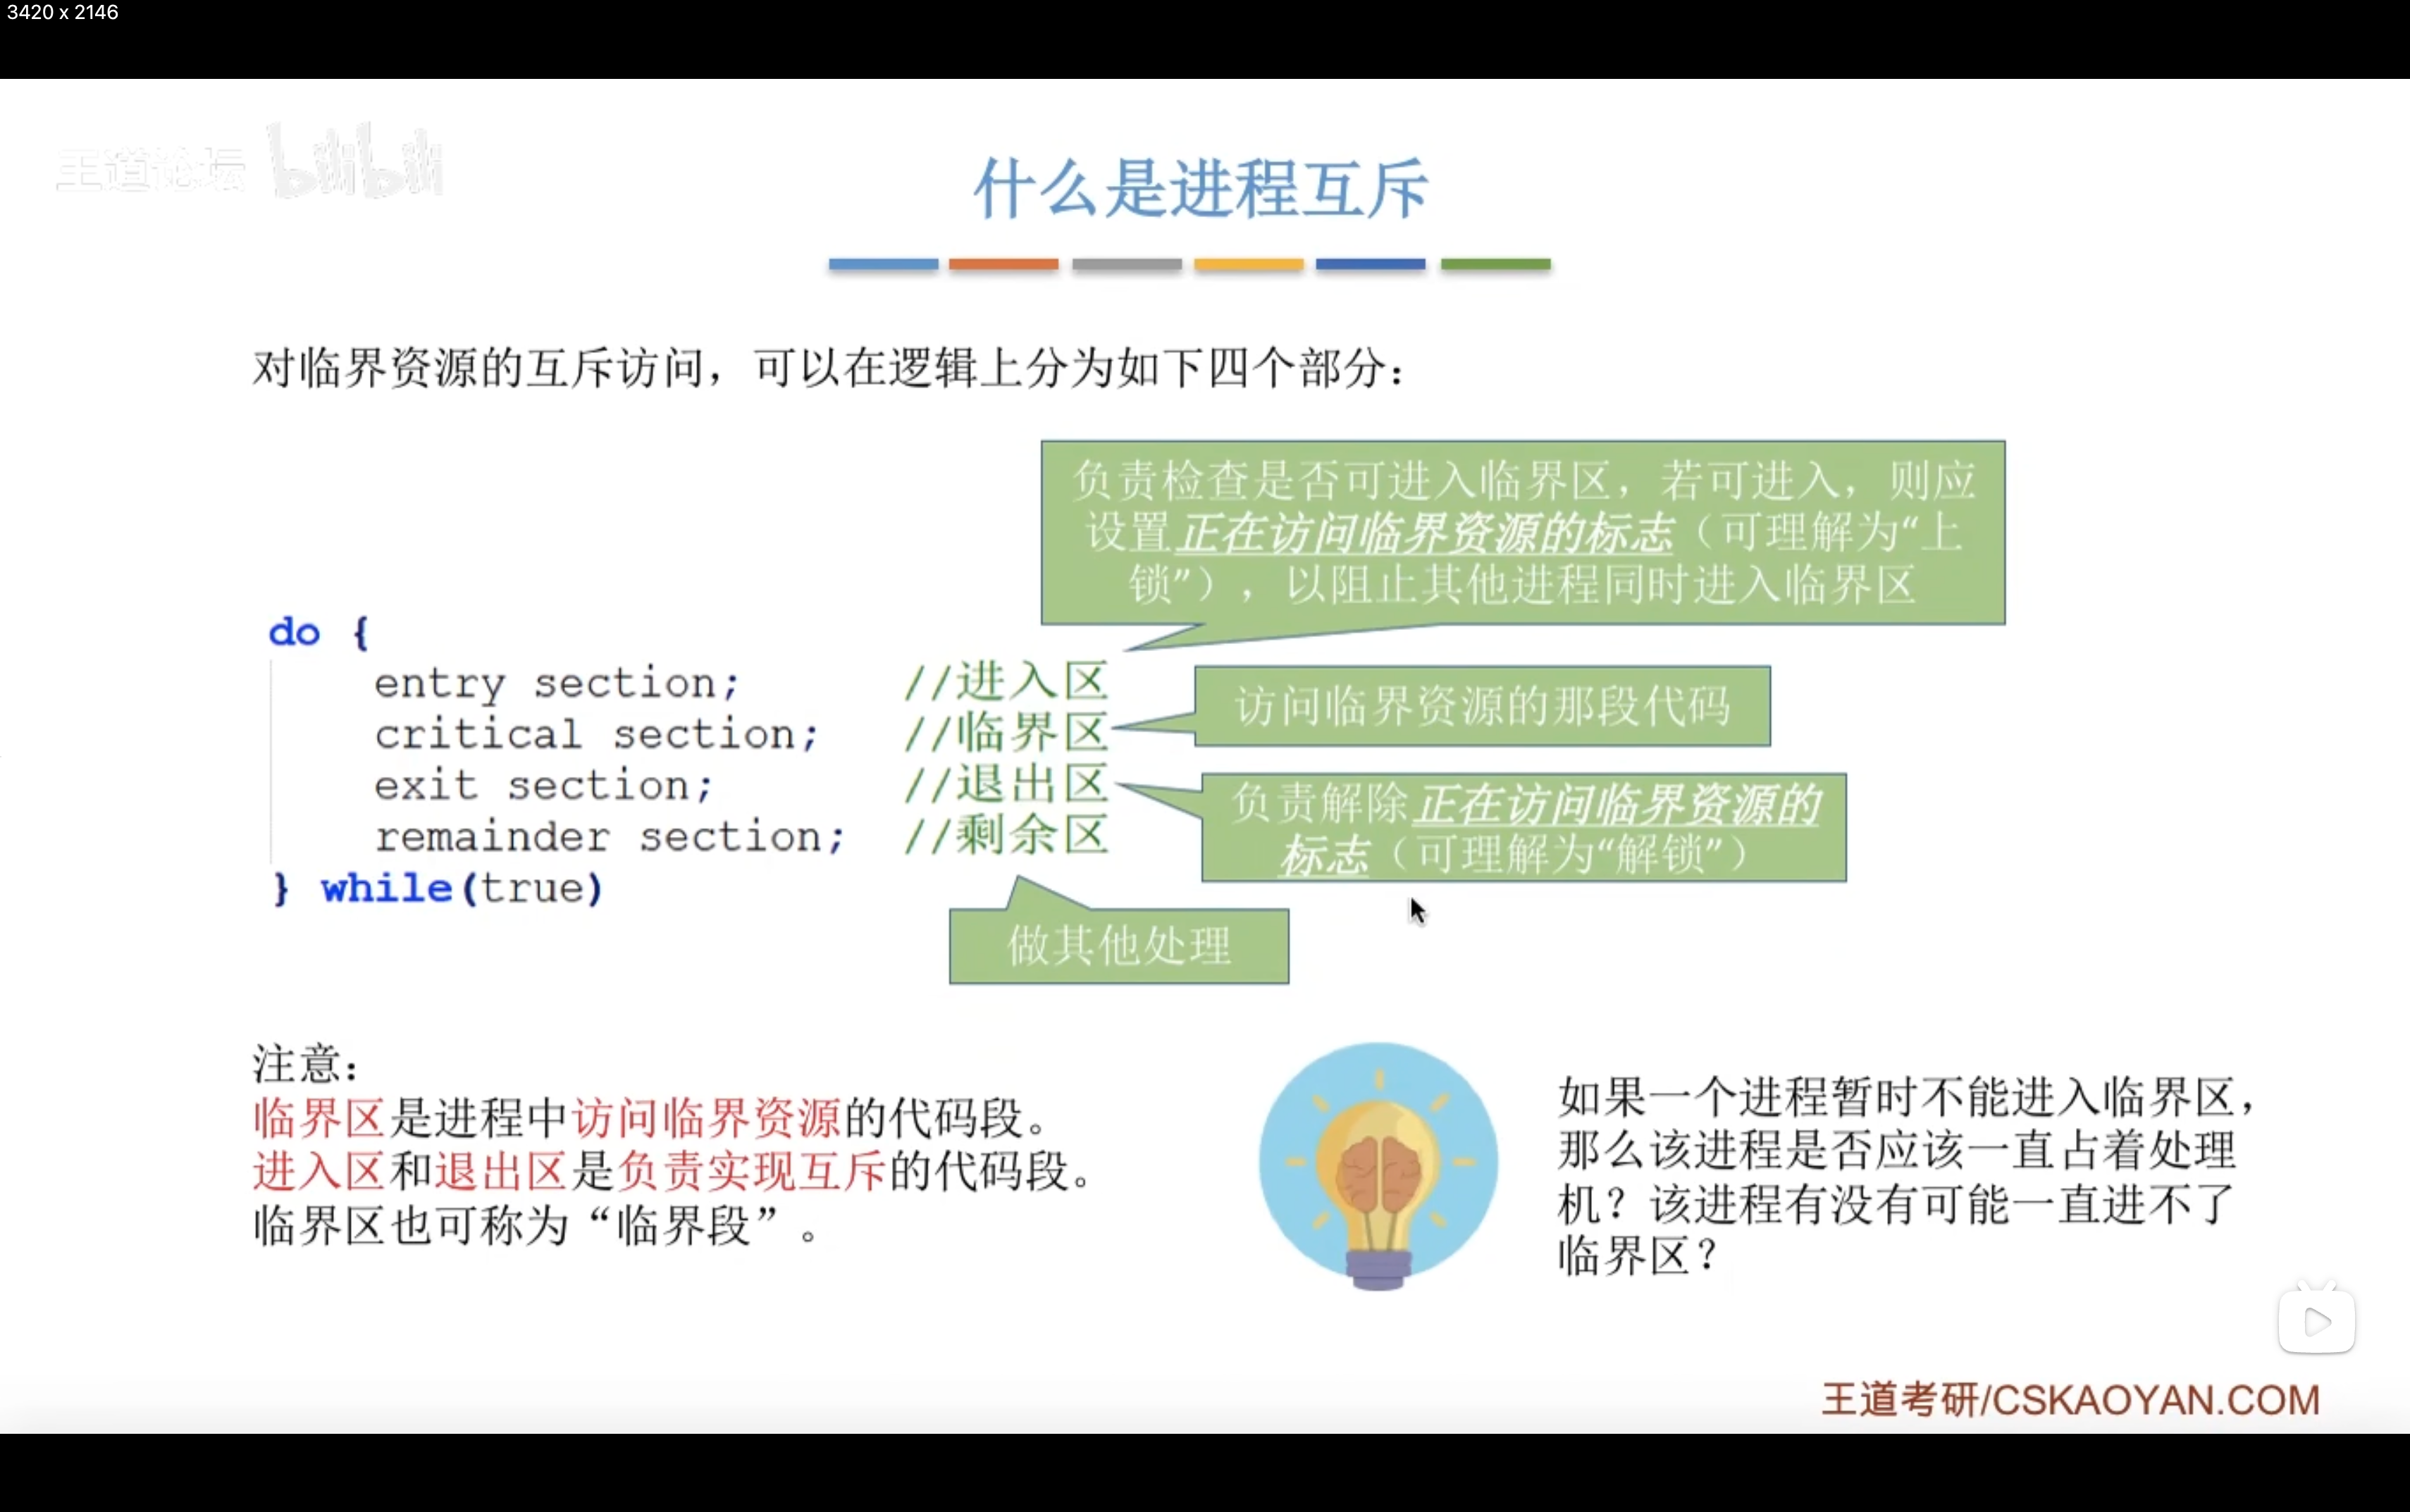 3420 x 2146
王道论坛 bilibili
什么是进程互斥
对临界资源的互斥访问，可以在逻辑上分为如下四个部分：
负责检查是否可进入临界区，若可进入，则应
设置正在访问临界资源的标志（可理解为“上
锁”），以阻止其他进程同时进入临界区
do {
entry section; //进入区
critical section; //临界区
exit section; //退出区
remainder section; //剩余区
} while(true)
访问临界资源的那段代码
负责解除正在访问临界资源的
标志（可理解为“解锁”）
做其他处理
注意：
临界区是进程中访问临界资源的代码段。
进入区和退出区是负责实现互斥的代码段。
临界区也可称为“临界段”。
如果一个进程暂时不能进入临界区，
那么该进程是否应该一直占着处理
机？该进程有没有可能一直进不了
临界区？
王道考研/CSKAOYAN.COM